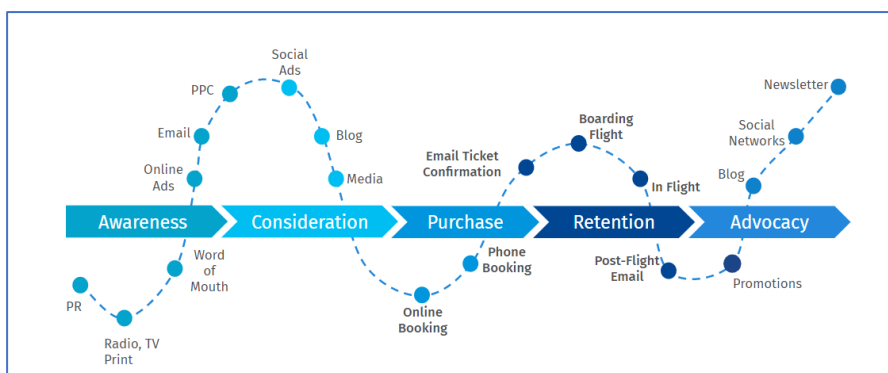 Social
Ads
PPC
Email
Online
Ads
Blog
Media
Email Ticket
Confirmation
Boarding
Flight
In Flight
Newsletter
Social
Networks
Blog
Awareness
Consideration
Purchase
Retention
Advocacy
PR
Radio, TV
Print
Word
of
Mouth
Online
Booking
Phone
Booking
Post-Flight
Email
Promotions